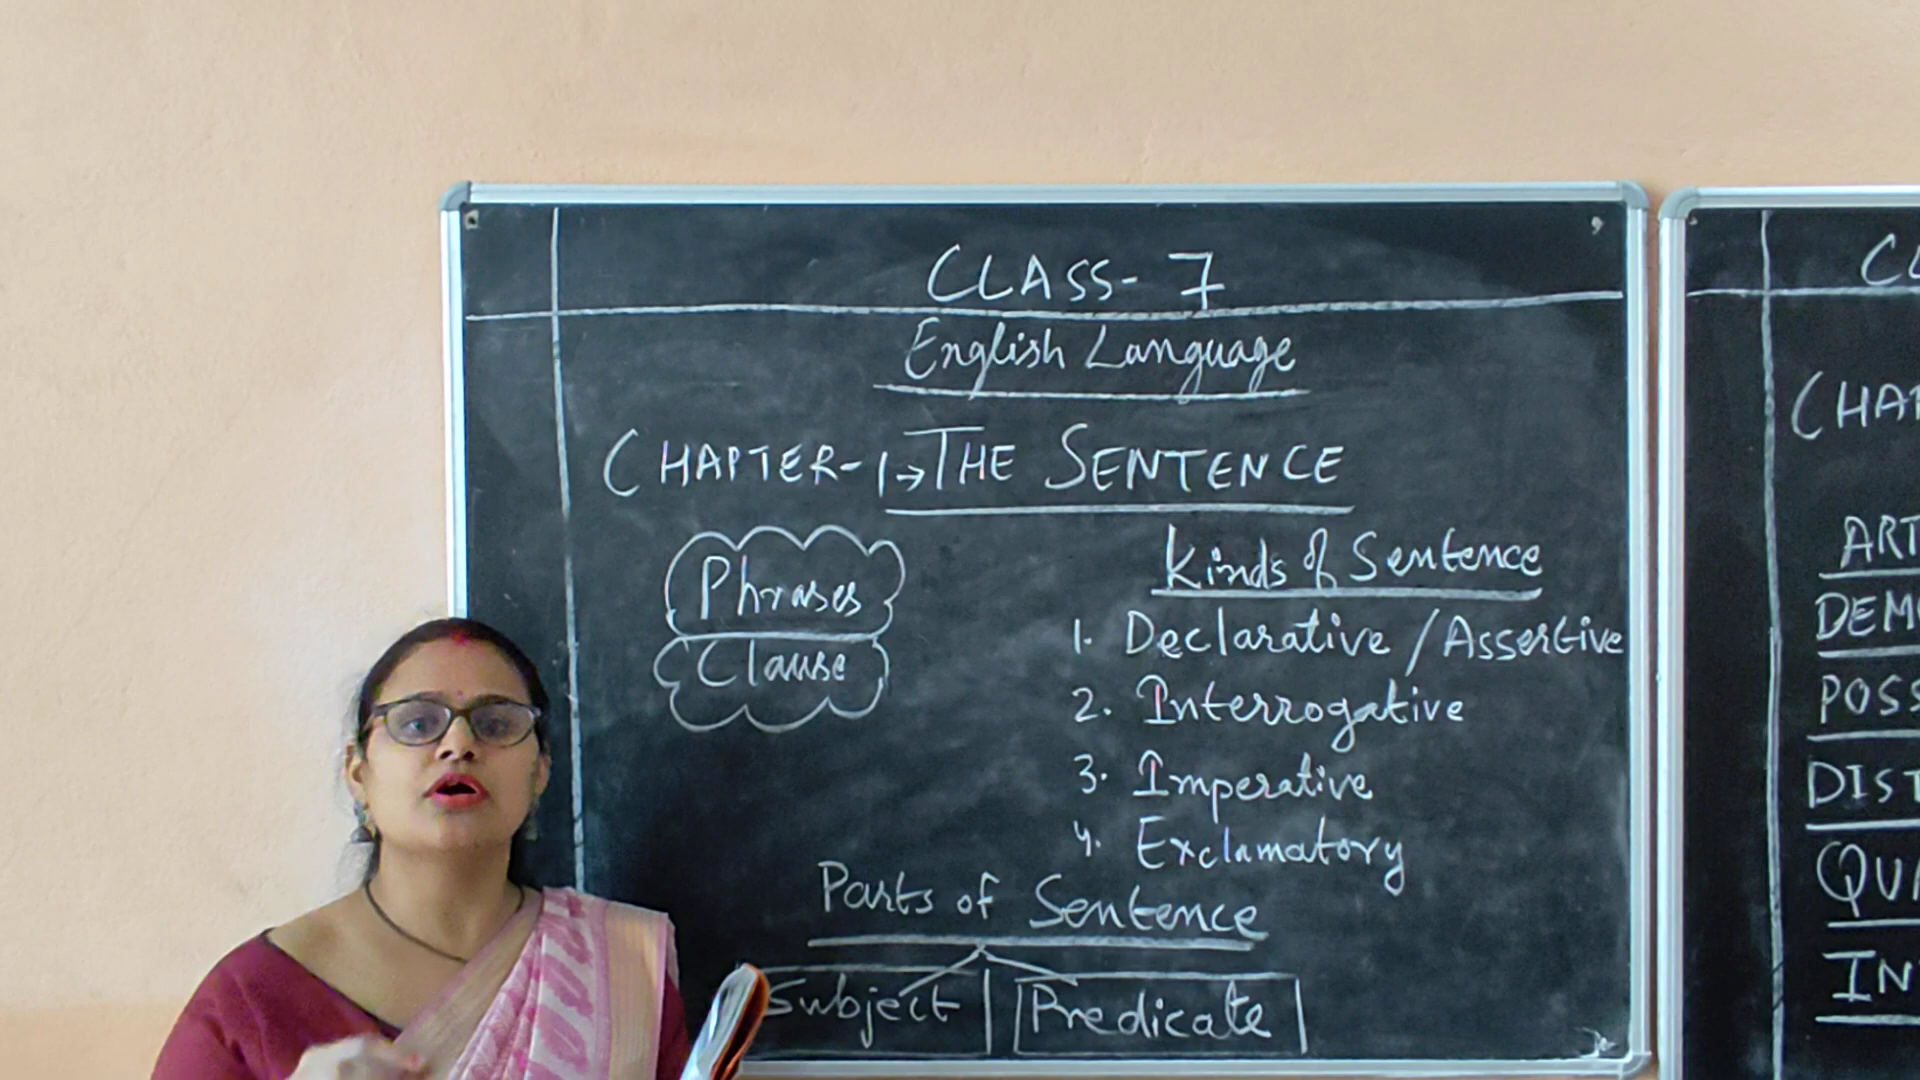 CLASS- 7
English Language
CHAPTER-1→THE SENTENCE
Phrases
Clause
Kinds of Sentence
1. Declarative / Assertive
2. Interrogative
3. Imperative
4. Exclamatory
Parts of Sentence
Subject Predicate